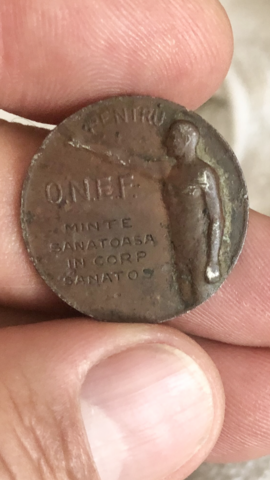 PENTRU
O.N.E.F.
MINTE
SANATOASA
IN CORP
SANATOS